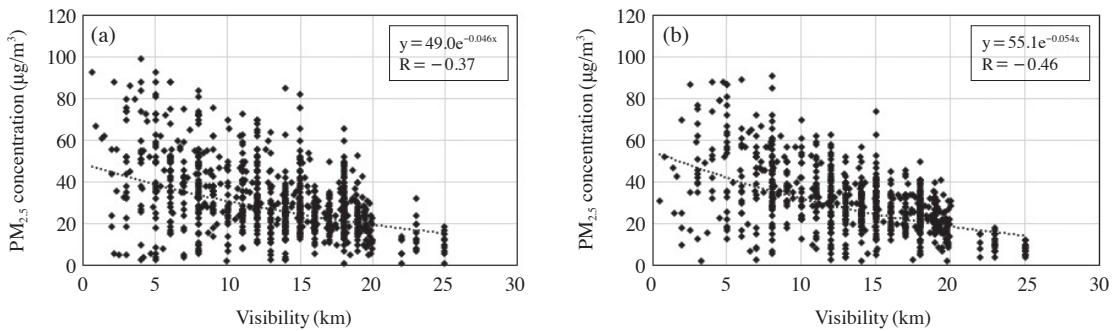 (a)
y = 49.0e^−0.046x
R = −0.37
PM2.5 concentration (μg/m³)
120
100
80
60
40
20
0
0 5 10 15 20 25 30
Visibility (km)
(b)
y = 55.1e^−0.054x
R = −0.46
PM2.5 concentration (μg/m³)
120
100
80
60
40
20
0
0 5 10 15 20 25 30
Visibility (km)